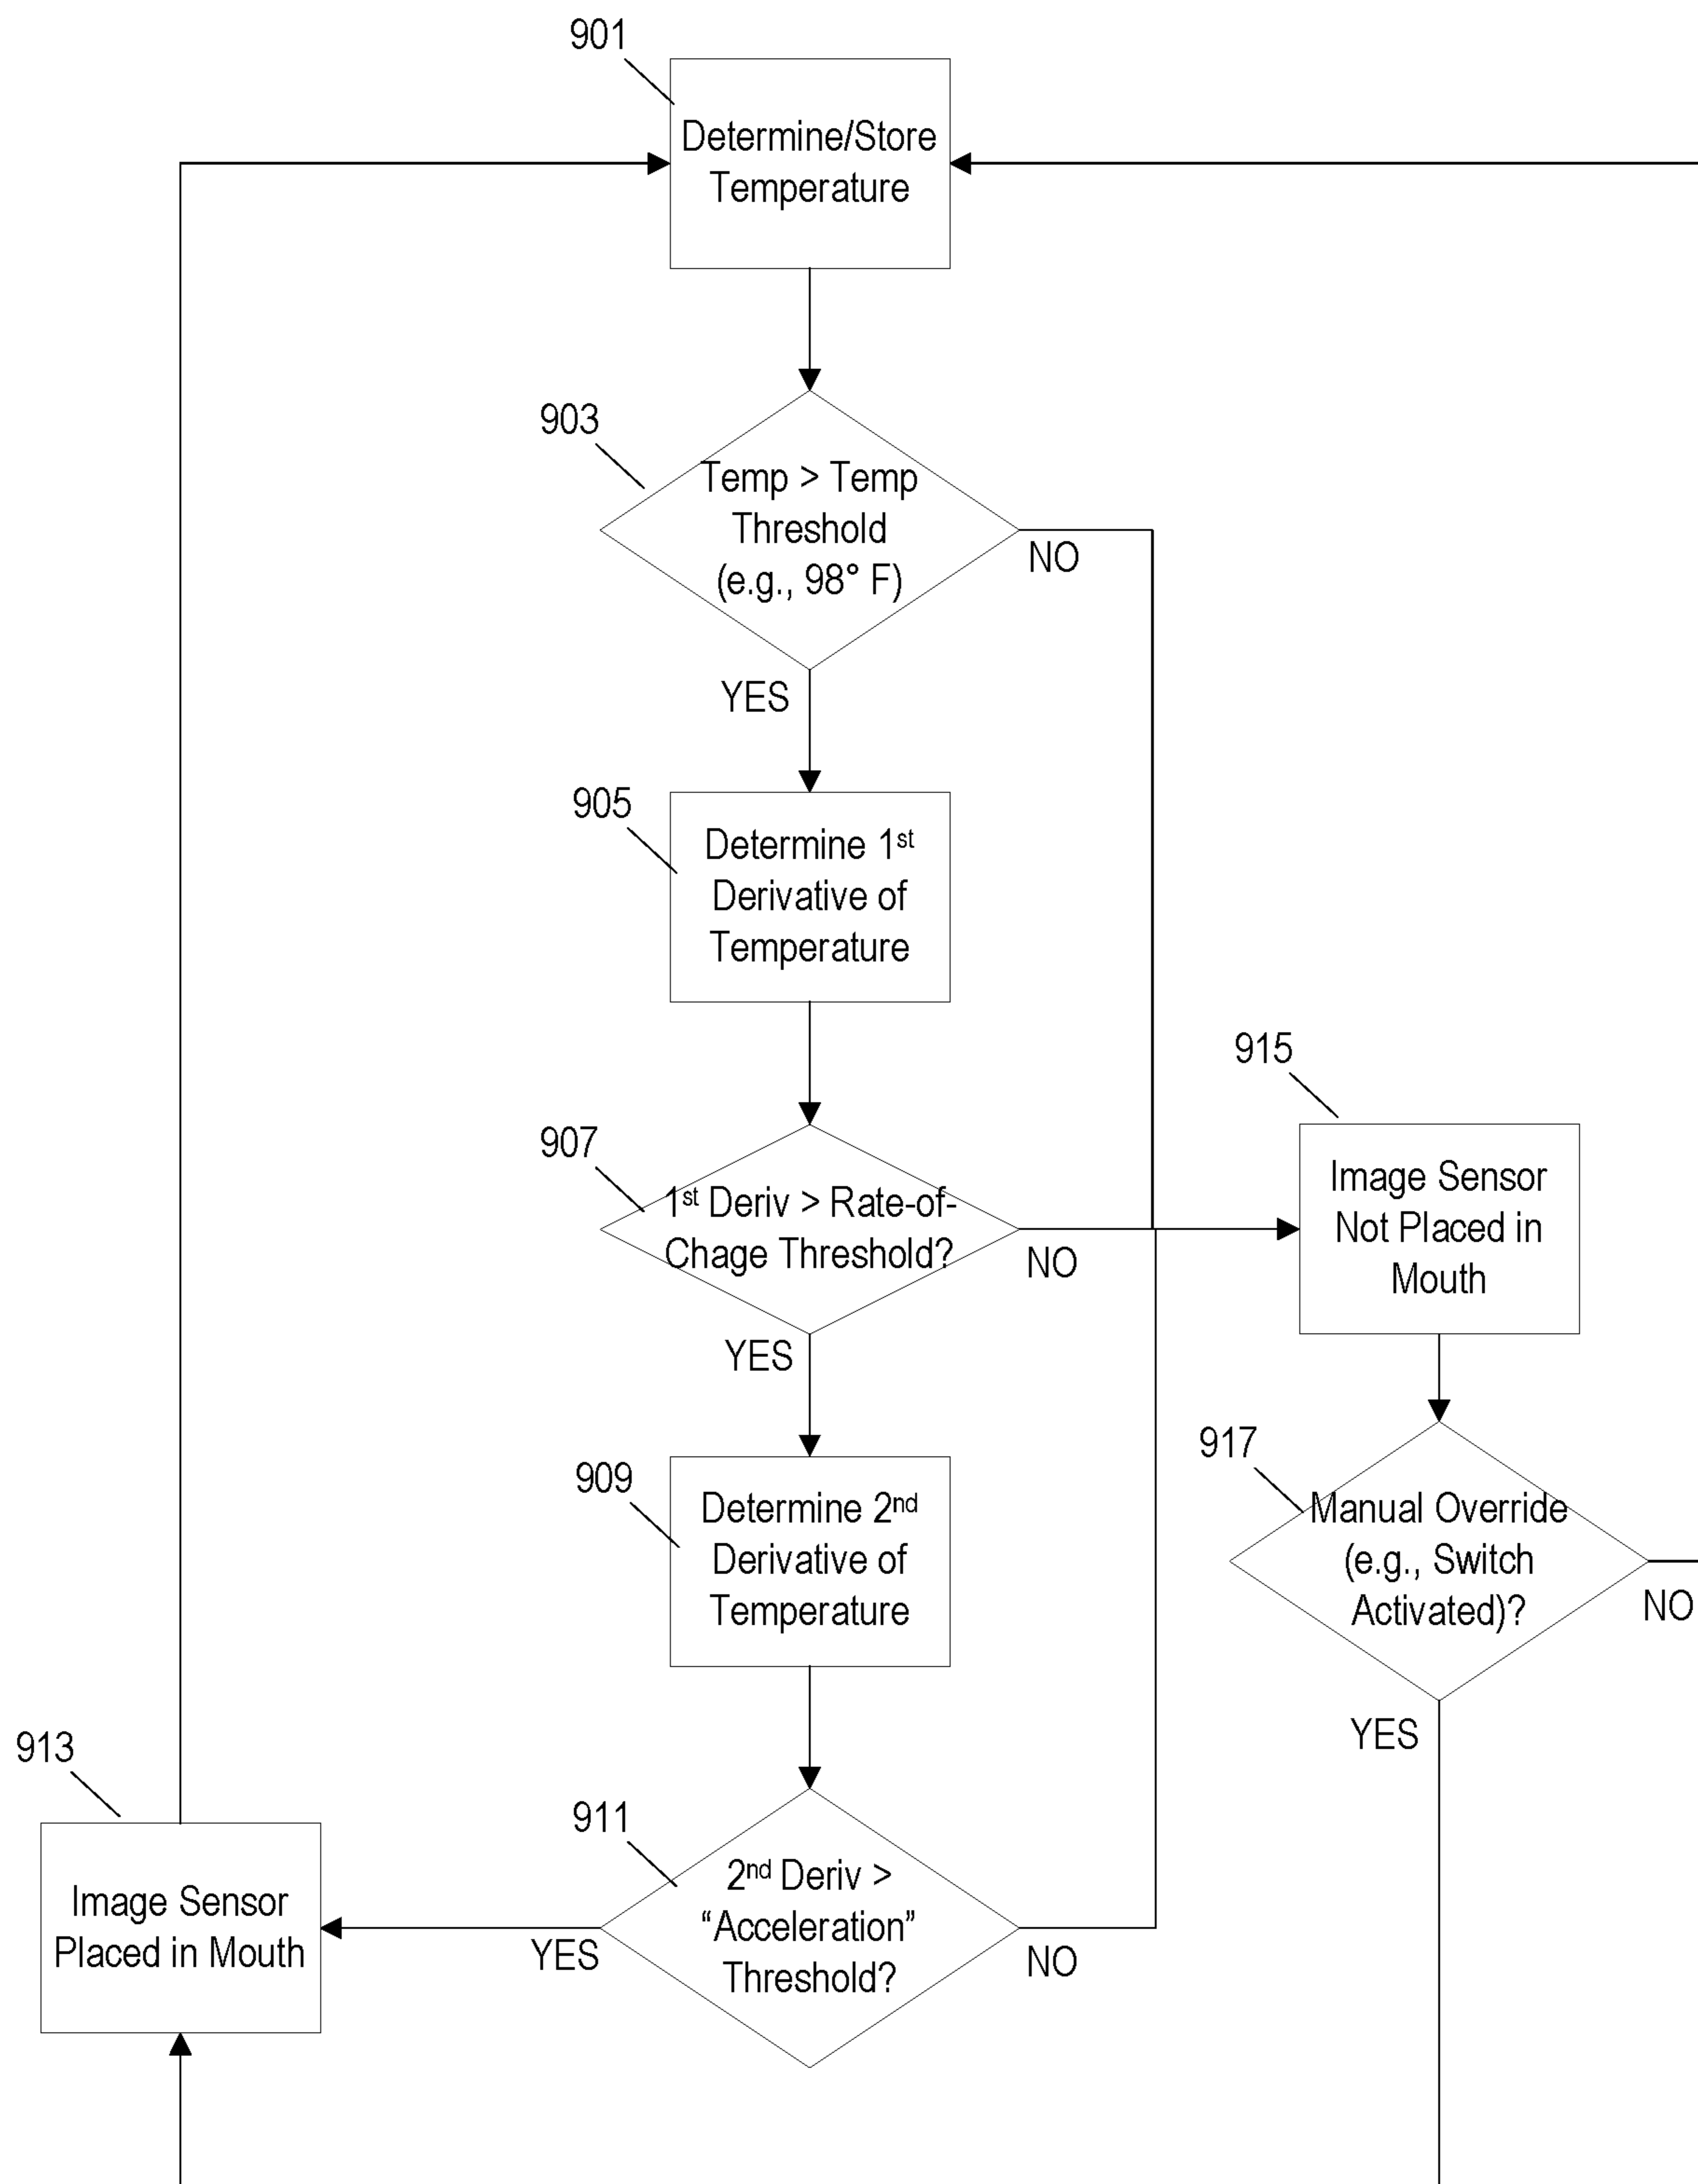 901
Determine/Store
Temperature
903
Temp > Temp
Threshold
(e.g., 98° F)
NO
YES
905
Determine 1st
Derivative of
Temperature
907
1st Deriv > Rate-of-
Chage Threshold?
NO
YES
915
Image Sensor
Not Placed in
Mouth
917
Manual Override
(e.g., Switch
Activated)?
NO
YES
909
Determine 2nd
Derivative of
Temperature
911
2nd Deriv >
“Acceleration”
Threshold?
YES
NO
913
Image Sensor
Placed in Mouth